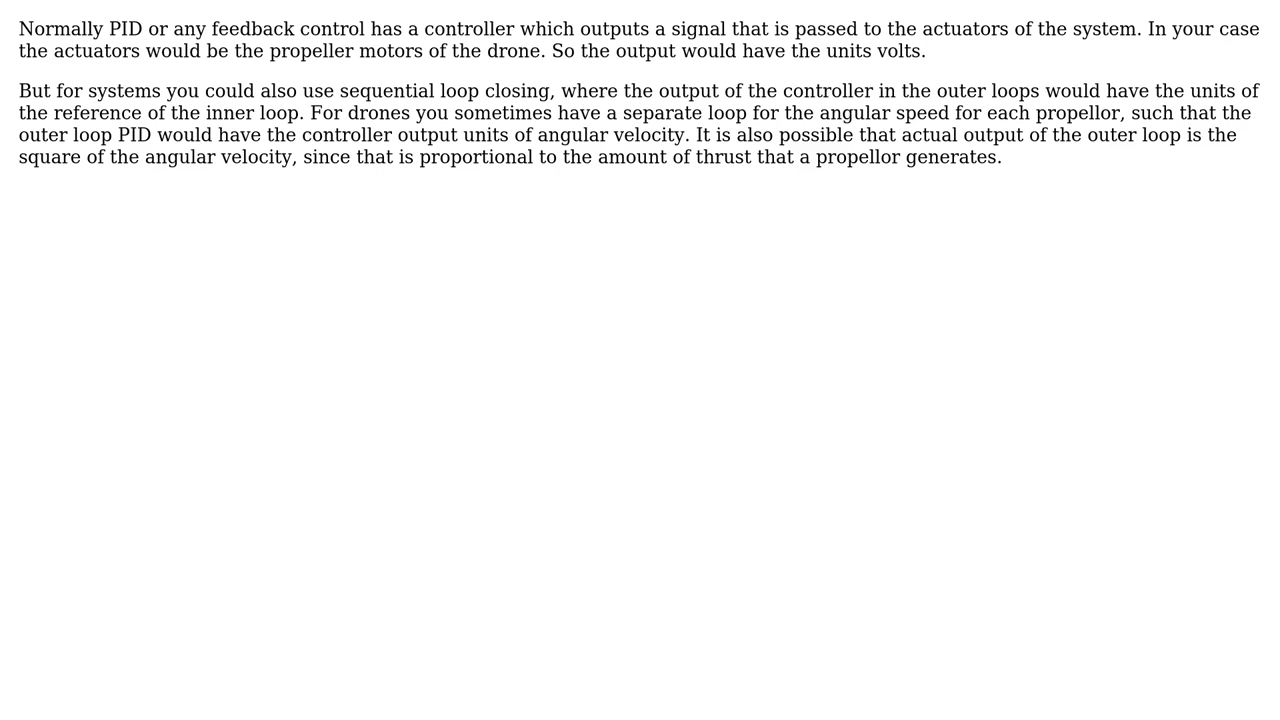 Normally PID or any feedback control has a controller which outputs a signal that is passed to the actuators of the system. In your case
the actuators would be the propeller motors of the drone. So the output would have the units volts.
But for systems you could also use sequential loop closing, where the output of the controller in the outer loops would have the units of
the reference of the inner loop. For drones you sometimes have a separate loop for the angular speed for each propellor, such that the
outer loop PID would have the controller output units of angular velocity. It is also possible that actual output of the outer loop is the
square of the angular velocity, since that is proportional to the amount of thrust that a propellor generates.